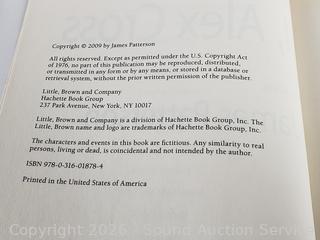 Copyright © 2009 by James Patterson
All rights reserved. Except as permitted under the U.S. Copyright Act
of 1976, no part of this publication may be reproduced, distributed,
or transmitted in any form or by any means, or stored in a database or
retrieval system, without the prior written permission of the publisher.
Little, Brown and Company
Hachette Book Group
237 Park Avenue, New York, NY 10017
Little, Brown and Company is a division of Hachette Book Group, Inc. The
Little, Brown name and logo are trademarks of Hachette Book Group, Inc.
The characters and events in this book are fictitious. Any similarity to real
persons, living or dead, is coincidental and not intended by the author.
ISBN 978-0-316-01878-4
Printed in the United States of America
Copyright 2026 - Sound Auction Service